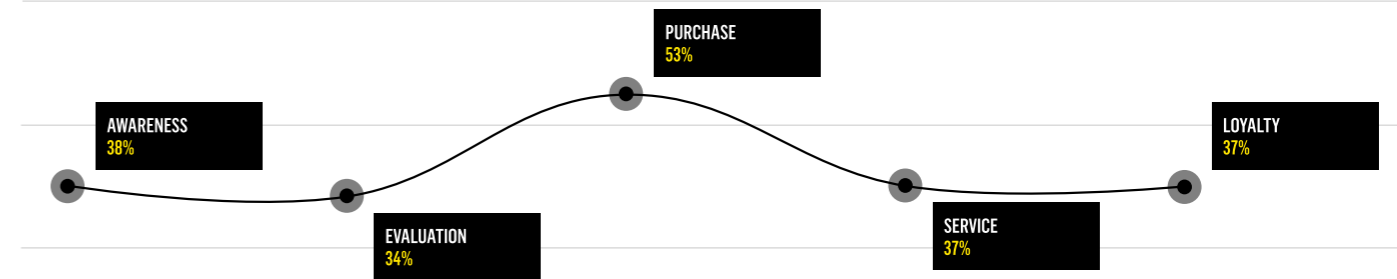 AWARENESS
38%
EVALUATION
34%
PURCHASE
53%
SERVICE
37%
LOYALTY
37%